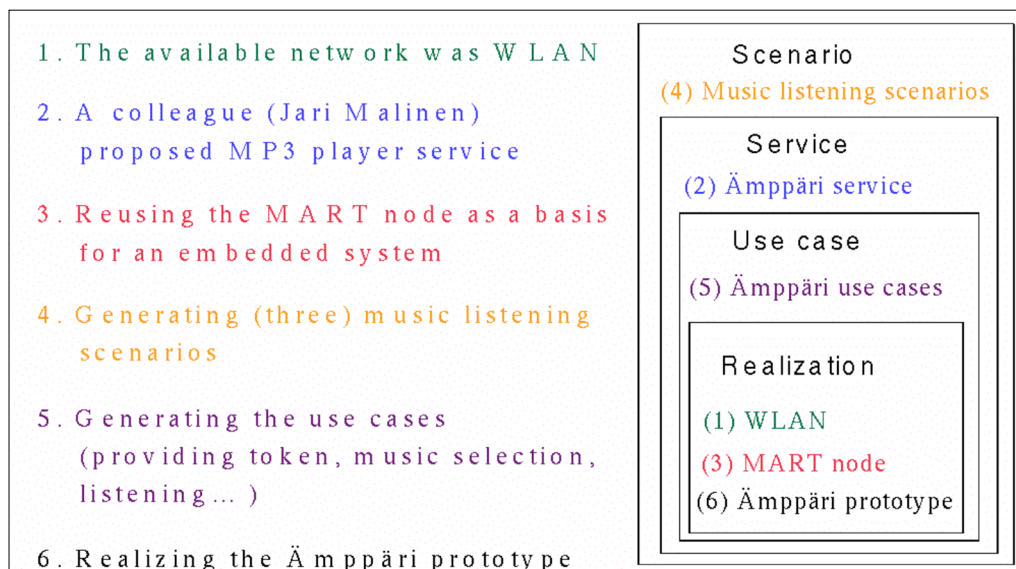 1. The available network was WLAN
2. A colleague (Jari Malinen)
proposed MP3 player service
3. Reusing the MART node as a basis
for an embedded system
4. Generating (three) music listening
scenarios
5. Generating the use cases
(providing token, music selection,
listening... )
6. Realizing the Ämppäri prototype
Scenario
(4) Music listening scenarios
Service
(2) Ämppäri service
Use case
(5) Ämppäri use cases
Realization
(1) WLAN
(3) MART node
(6) Ämppäri prototype